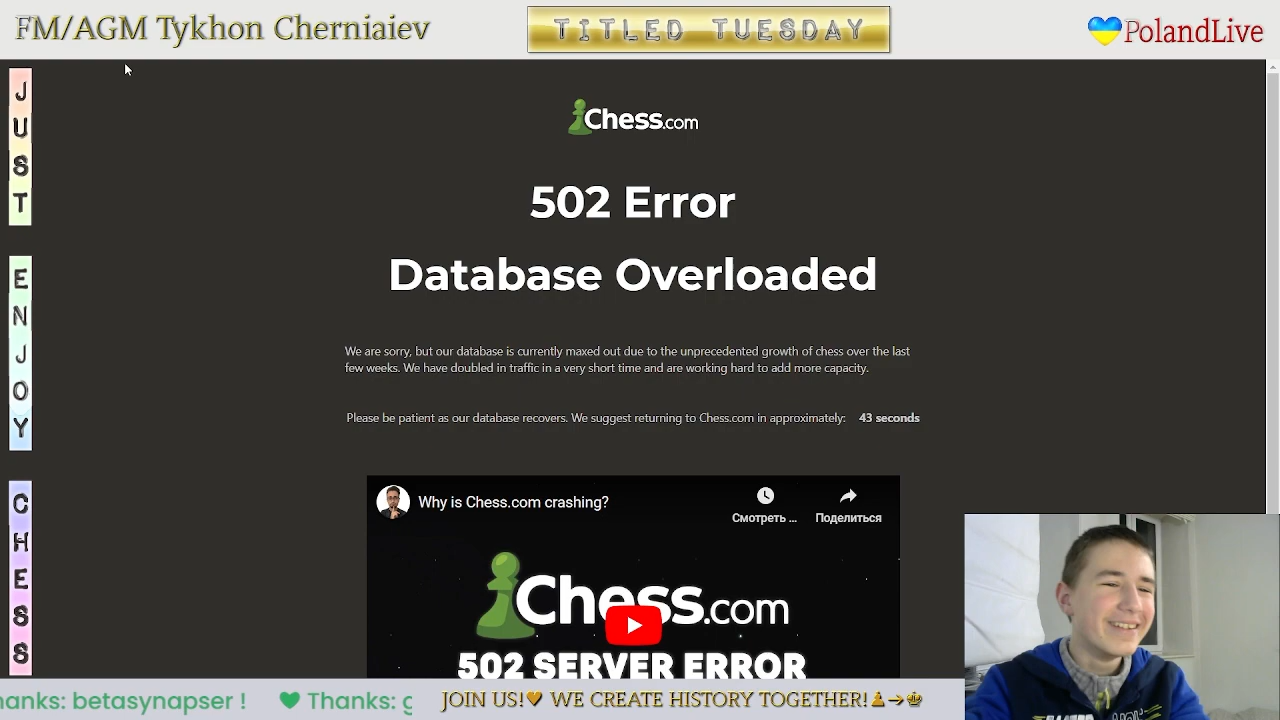 FM/AGM Tykhon Cherniaiev
TITLED TUESDAY
PolandLive
JUST
ENJOY
CHESS
Chess.com
502 Error
Database Overloaded
We are sorry, but our database is currently maxed out due to the unprecedented growth of chess over the last
few weeks. We have doubled in traffic in a very short time and are working hard to add more capacity.
Please be patient as our database recovers. We suggest returning to Chess.com in approximately: 43 seconds
Why is Chess.com crashing?
Смотреть ...
Поделиться
Chess.com
502 SERVER ERROR
hanks: betasynapser !
Thanks: g
JOIN US! WE CREATE HISTORY TOGETHER!